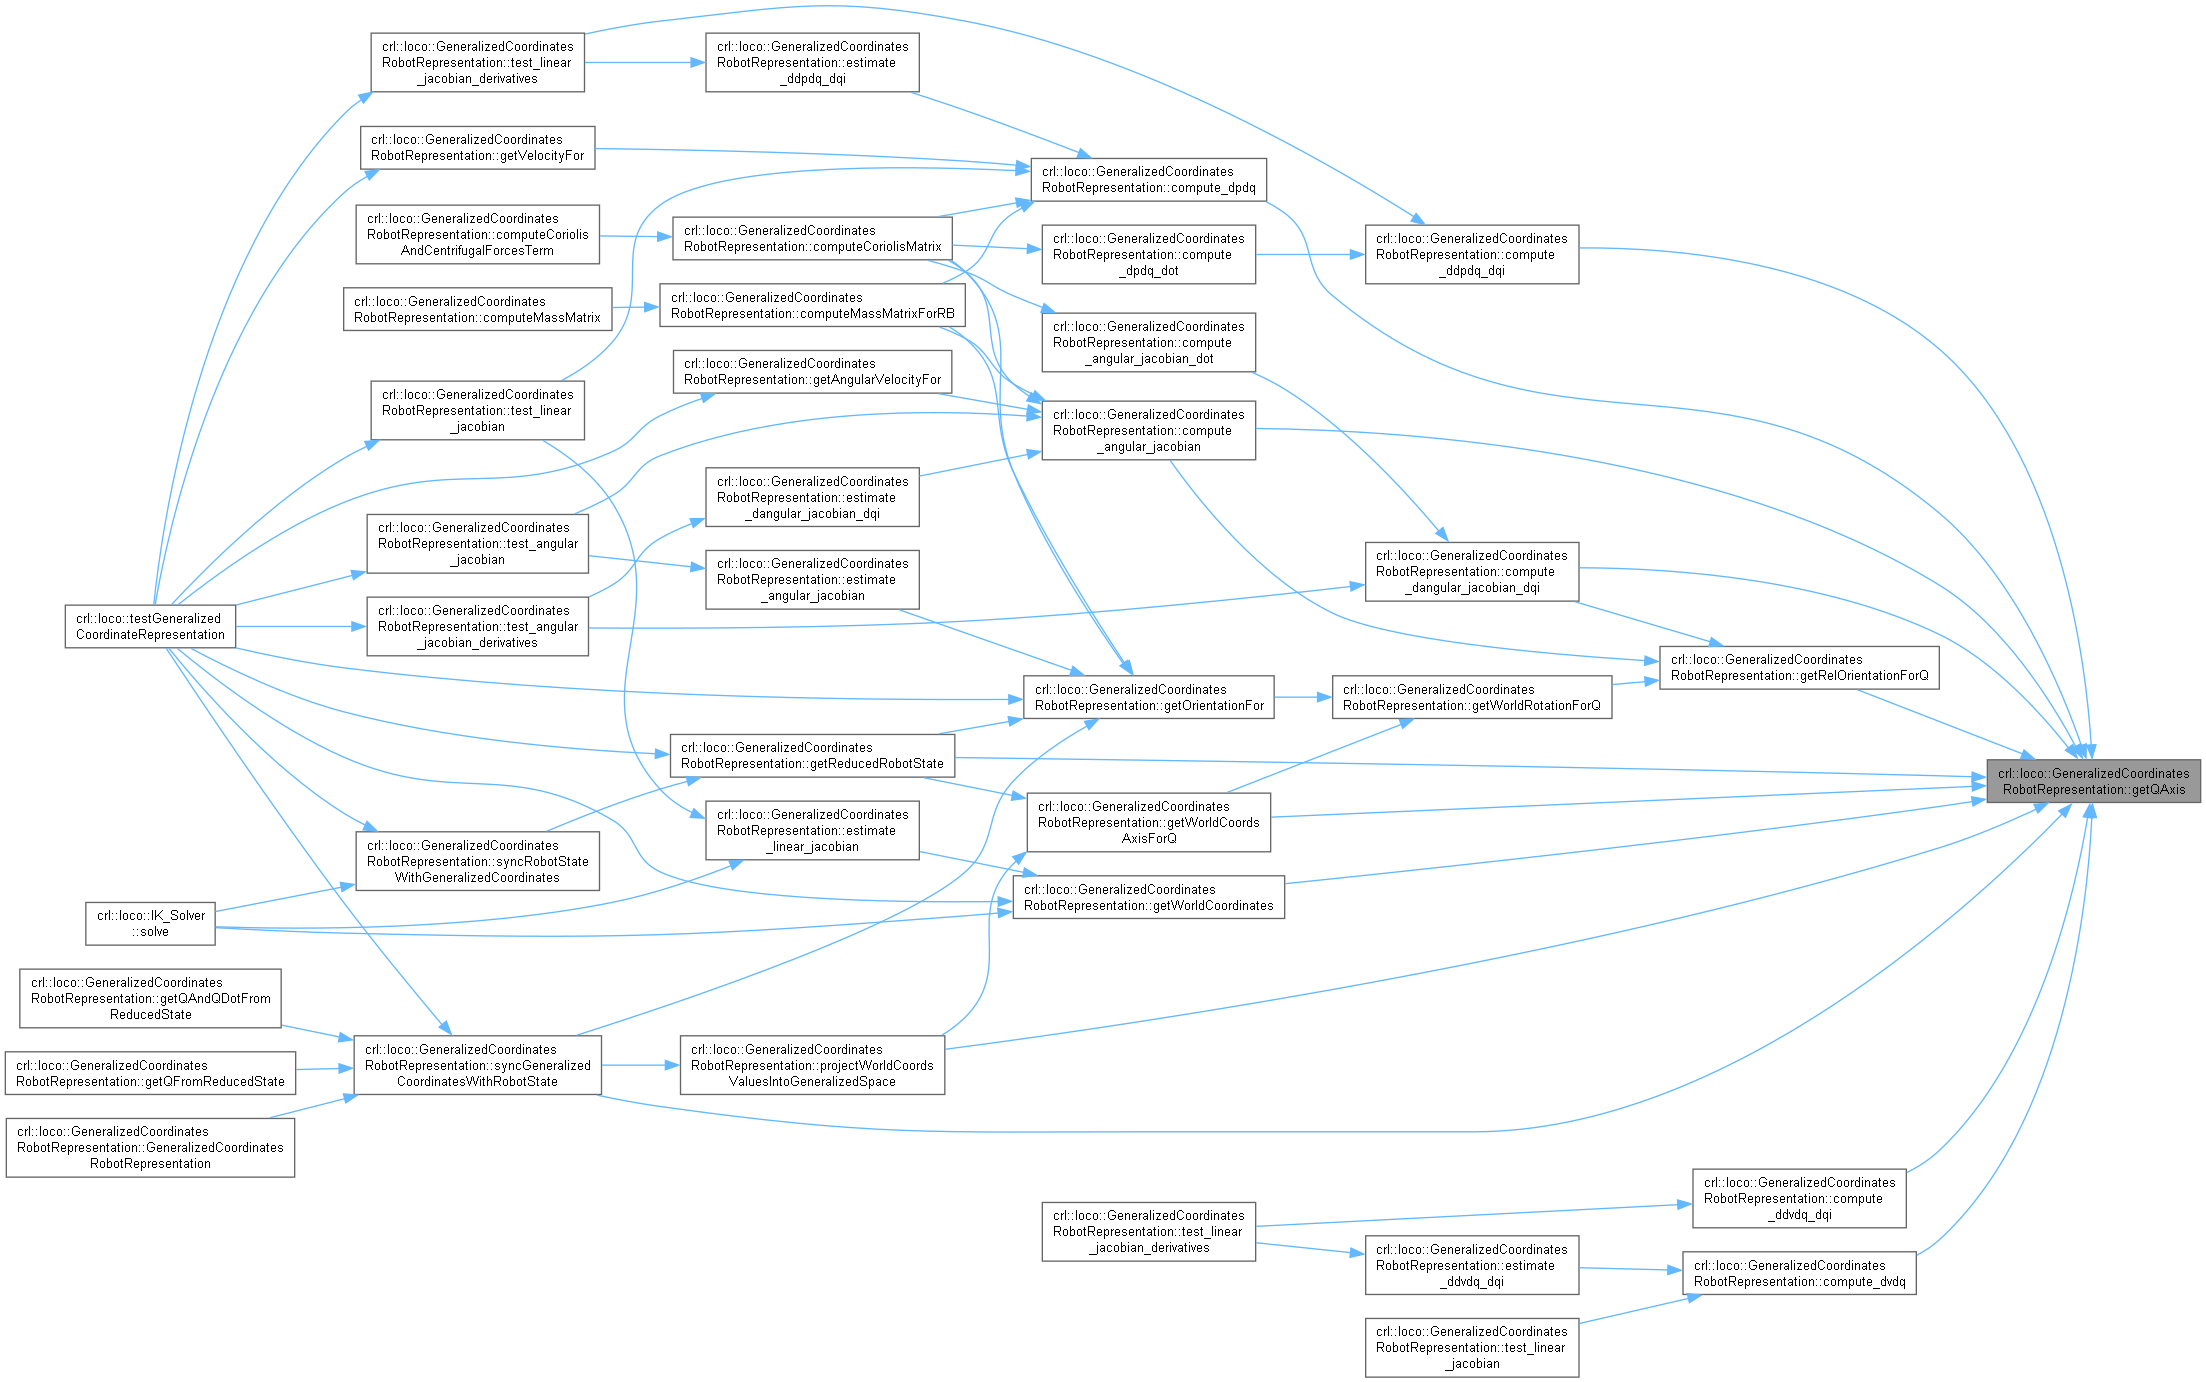 crl::loco::GeneralizedCoordinates
RobotRepresentation::test_linear
_jacobian_derivatives
crl::loco::GeneralizedCoordinates
RobotRepresentation::estimate
_ddpdq_dqi
crl::loco::GeneralizedCoordinates
RobotRepresentation::getVelocityFor
crl::loco::GeneralizedCoordinates
RobotRepresentation::compute_dpdq
crl::loco::GeneralizedCoordinates
RobotRepresentation::computeCoriolis
AndCentrifugalForcesTerm
crl::loco::GeneralizedCoordinates
RobotRepresentation::computeCoriolisMatrix
crl::loco::GeneralizedCoordinates
RobotRepresentation::compute
_dpdq_dot
crl::loco::GeneralizedCoordinates
RobotRepresentation::compute
_ddpdq_dqi
crl::loco::GeneralizedCoordinates
RobotRepresentation::computeMassMatrix
crl::loco::GeneralizedCoordinates
RobotRepresentation::computeMassMatrixForRB
crl::loco::GeneralizedCoordinates
RobotRepresentation::compute
_angular_jacobian_dot
crl::loco::GeneralizedCoordinates
RobotRepresentation::getAngularVelocityFor
crl::loco::GeneralizedCoordinates
RobotRepresentation::test_linear
_jacobian
crl::loco::GeneralizedCoordinates
RobotRepresentation::compute
_angular_jacobian
crl::loco::GeneralizedCoordinates
RobotRepresentation::estimate
_dangular_jacobian_dqi
crl::loco::GeneralizedCoordinates
RobotRepresentation::test_angular
_jacobian
crl::loco::GeneralizedCoordinates
RobotRepresentation::estimate
_angular_jacobian
crl::loco::GeneralizedCoordinates
RobotRepresentation::compute
_dangular_jacobian_dqi
crl::loco::testGeneralized
CoordinateRepresentation
crl::loco::GeneralizedCoordinates
RobotRepresentation::test_angular
_jacobian_derivatives
crl::loco::GeneralizedCoordinates
RobotRepresentation::getRelOrientationForQ
crl::loco::GeneralizedCoordinates
RobotRepresentation::getOrientationFor
crl::loco::GeneralizedCoordinates
RobotRepresentation::getWorldRotationForQ
crl::loco::GeneralizedCoordinates
RobotRepresentation::getReducedRobotState
crl::loco::GeneralizedCoordinates
RobotRepresentation::getQAxis
crl::loco::GeneralizedCoordinates
RobotRepresentation::getWorldCoords
AxisForQ
crl::loco::GeneralizedCoordinates
RobotRepresentation::estimate
_linear_jacobian
crl::loco::GeneralizedCoordinates
RobotRepresentation::syncRobotState
WithGeneralizedCoordinates
crl::loco::GeneralizedCoordinates
RobotRepresentation::getWorldCoordinates
crl::loco::IK_Solver
::solve
crl::loco::GeneralizedCoordinates
RobotRepresentation::getQAndQDotFrom
ReducedState
crl::loco::GeneralizedCoordinates
RobotRepresentation::syncGeneralized
CoordinatesWithRobotState
crl::loco::GeneralizedCoordinates
RobotRepresentation::projectWorldCoords
ValuesIntoGeneralizedSpace
crl::loco::GeneralizedCoordinates
RobotRepresentation::getQFromReducedState
crl::loco::GeneralizedCoordinates
RobotRepresentation::GeneralizedCoordinates
RobotRepresentation
crl::loco::GeneralizedCoordinates
RobotRepresentation::compute
_ddvdq_dqi
crl::loco::GeneralizedCoordinates
RobotRepresentation::test_linear
_jacobian_derivatives
crl::loco::GeneralizedCoordinates
RobotRepresentation::estimate
_ddvdq_dqi
crl::loco::GeneralizedCoordinates
RobotRepresentation::compute_dvdq
crl::loco::GeneralizedCoordinates
RobotRepresentation::test_linear
_jacobian